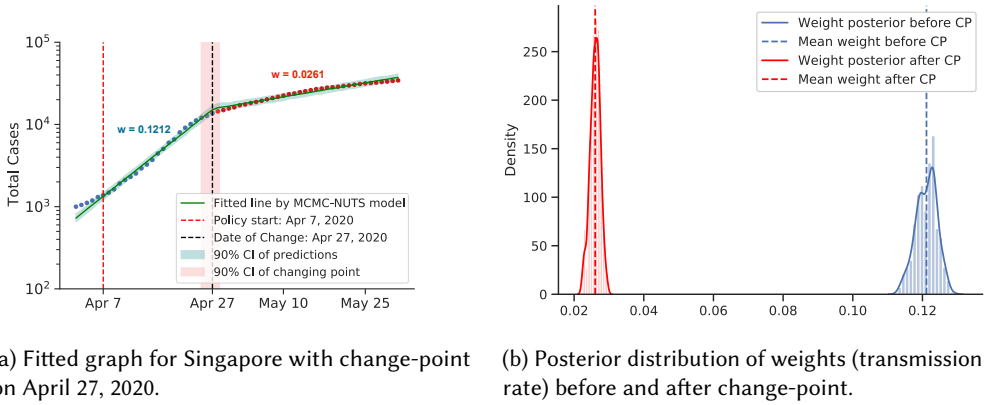 10^5
10^4
10^3
10^2
Total Cases
w = 0.1212
w = 0.0261
Fitted line by MCMC-NUTS model
Policy start: Apr 7, 2020
Date of Change: Apr 27, 2020
90% CI of predictions
90% CI of changing point
Apr 7
Apr 27
May 10
May 25
a) Fitted graph for Singapore with change-point
on April 27, 2020.
Density
250
200
150
100
50
0
Weight posterior before CP
Mean weight before CP
Weight posterior after CP
Mean weight after CP
0.02
0.04
0.06
0.08
0.10
0.12
(b) Posterior distribution of weights (transmission
rate) before and after change-point.